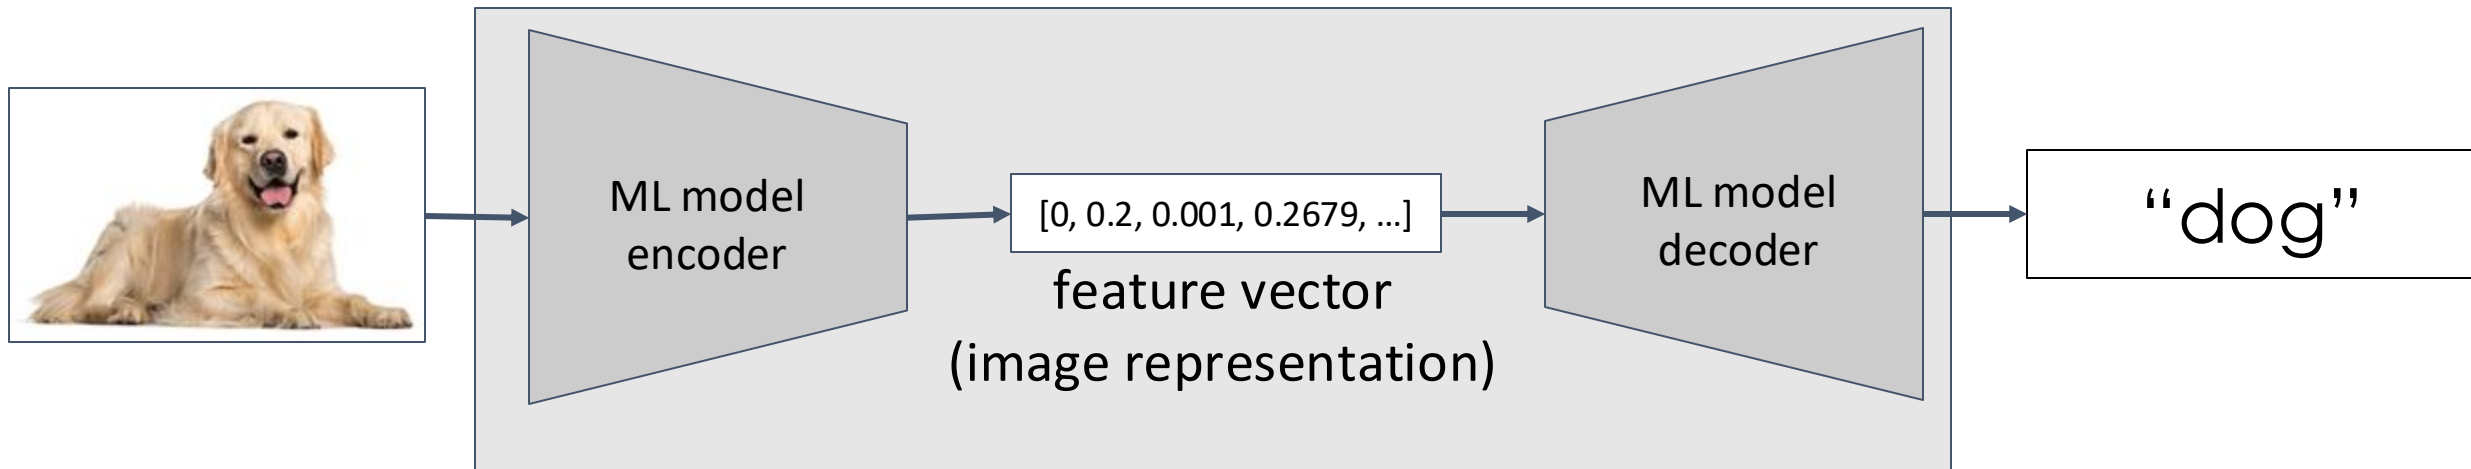 ML model
encoder
[0, 0.2, 0.001, 0.2679, ...]
feature vector
(image representation)
ML model
decoder
“dog”